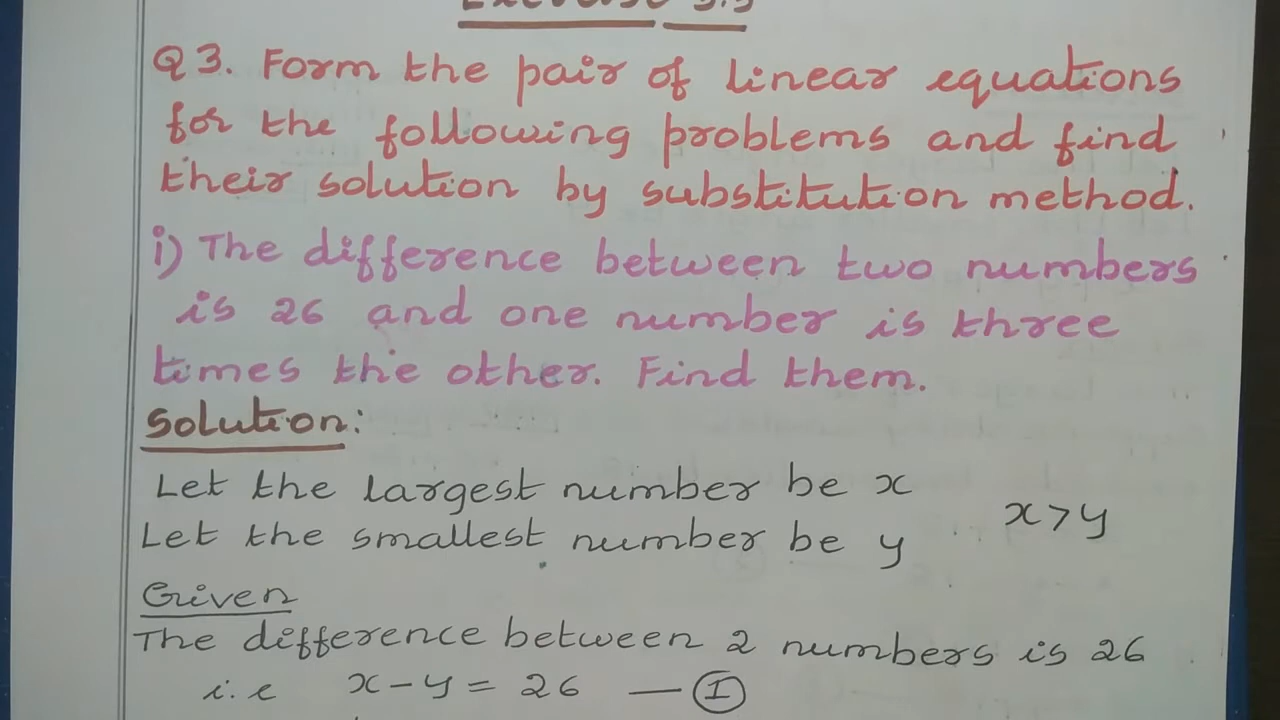 Q3. Form the pair of linear equations
for the following problems and find
their solution by substitution method.
i) The difference between two numbers
is 26 and one number is three
times the other. Find them.
Solution:
Let the largest number be x
Let the smallest number be y x>y
Given
The difference between 2 numbers is 26
i.e x-y = 26 — I